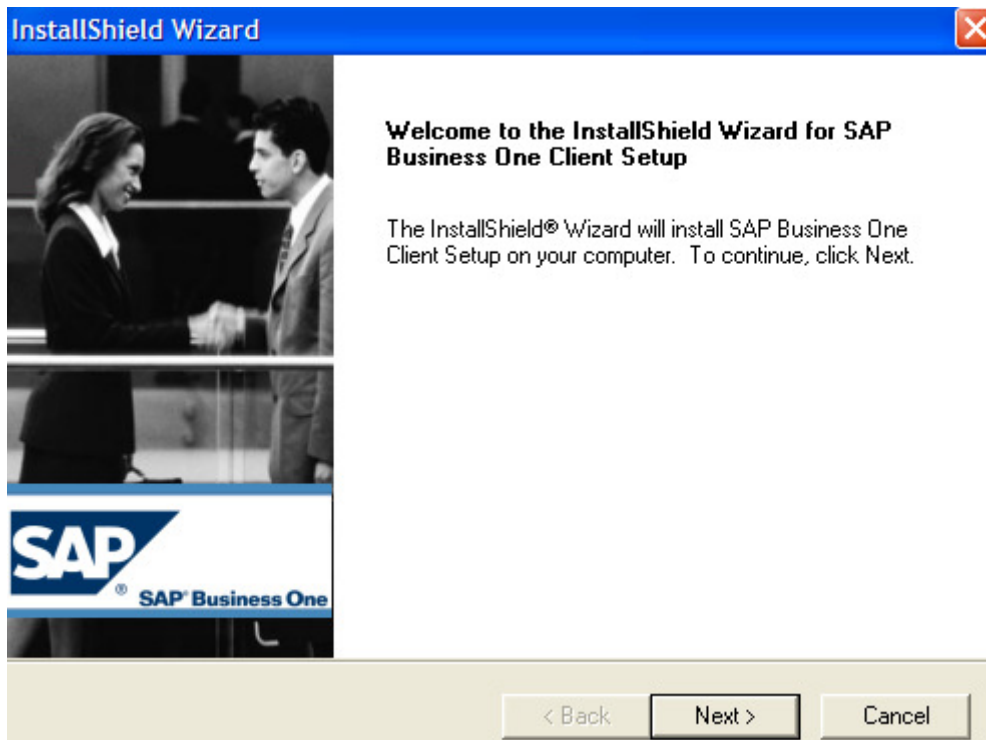 InstallShield Wizard
Welcome to the InstallShield Wizard for SAP
Business One Client Setup
The InstallShield® Wizard will install SAP Business One
Client Setup on your computer. To continue, click Next.
SAP®
SAP® Business One
< Back
Next >
Cancel